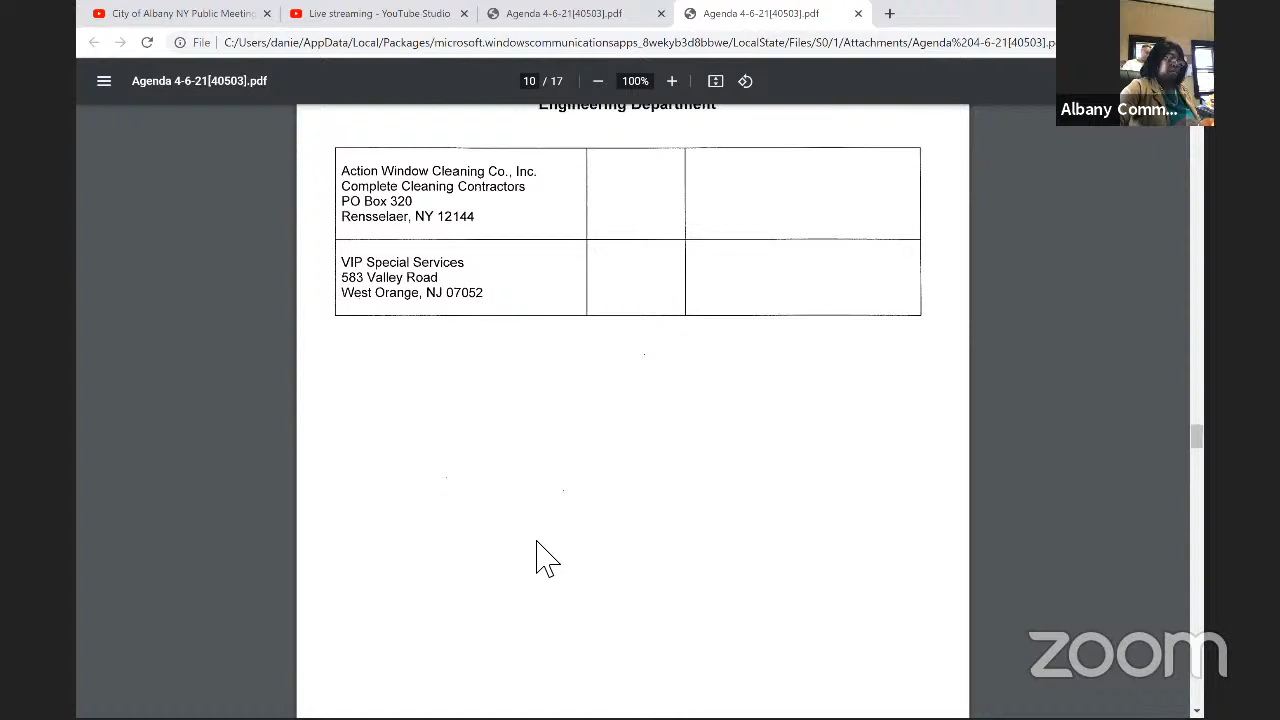 City of Albany NY Public Meeting
Live streaming - YouTube Studio
Agenda 4-6-21[40503].pdf
Agenda 4-6-21[40503].pdf
File
C:/Users/danie/AppData/Local/Packages/microsoft.windowscommunicationsapps_8wekyb3d8bbwe/LocalState/Files/S0/1/Attachments/Agenda%204-6-21[40503].p
Agenda 4-6-21[40503].pdf
10 / 17
100%
Albany Comm...
Engineering Department
Action Window Cleaning Co., Inc.
Complete Cleaning Contractors
PO Box 320
Rensselaer, NY 12144
VIP Special Services
583 Valley Road
West Orange, NJ 07052
zoom